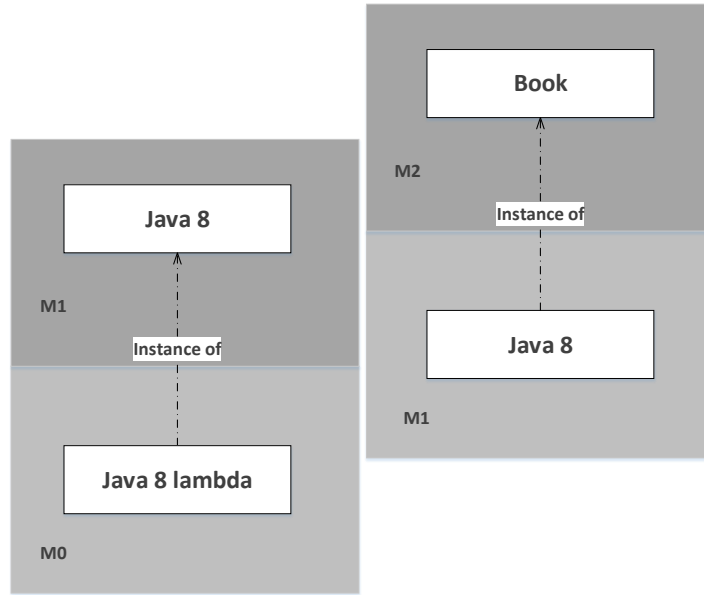 Java 8
M1
Instance of
Java 8 lambda
M0
Book
M2
Instance of
Java 8
M1